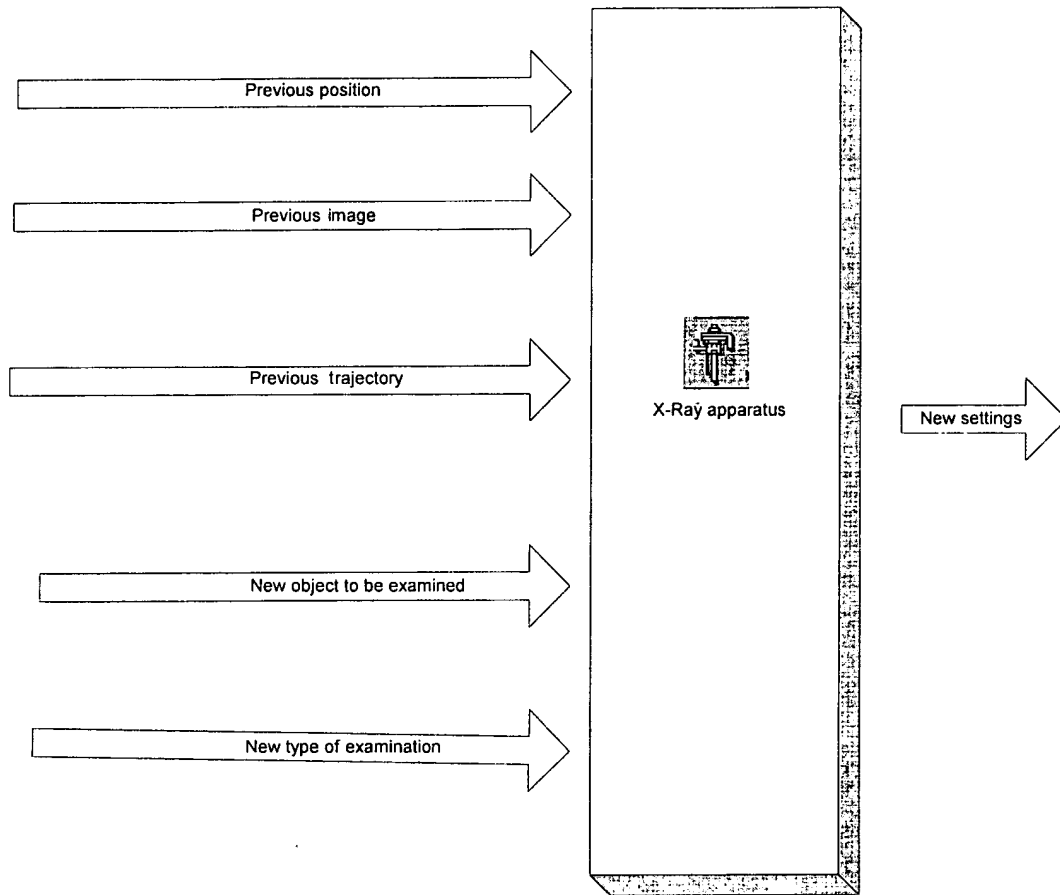 Previous position
Previous image
Previous trajectory
X-Raý apparatus
New settings
New object to be examined
New type of examination